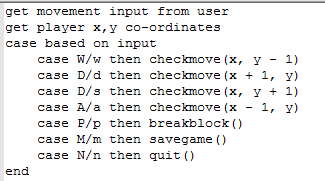 get movement input from user
get player x,y co-ordinates
case based on input
case W/w then checkmove(x, y - 1)
case D/d then checkmove(x + 1, y)
case D/s then checkmove(x, y + 1)
case A/a then checkmove(x - 1, y)
case P/p then breakblock()
case M/m then savegame()
case N/n then quit()
end